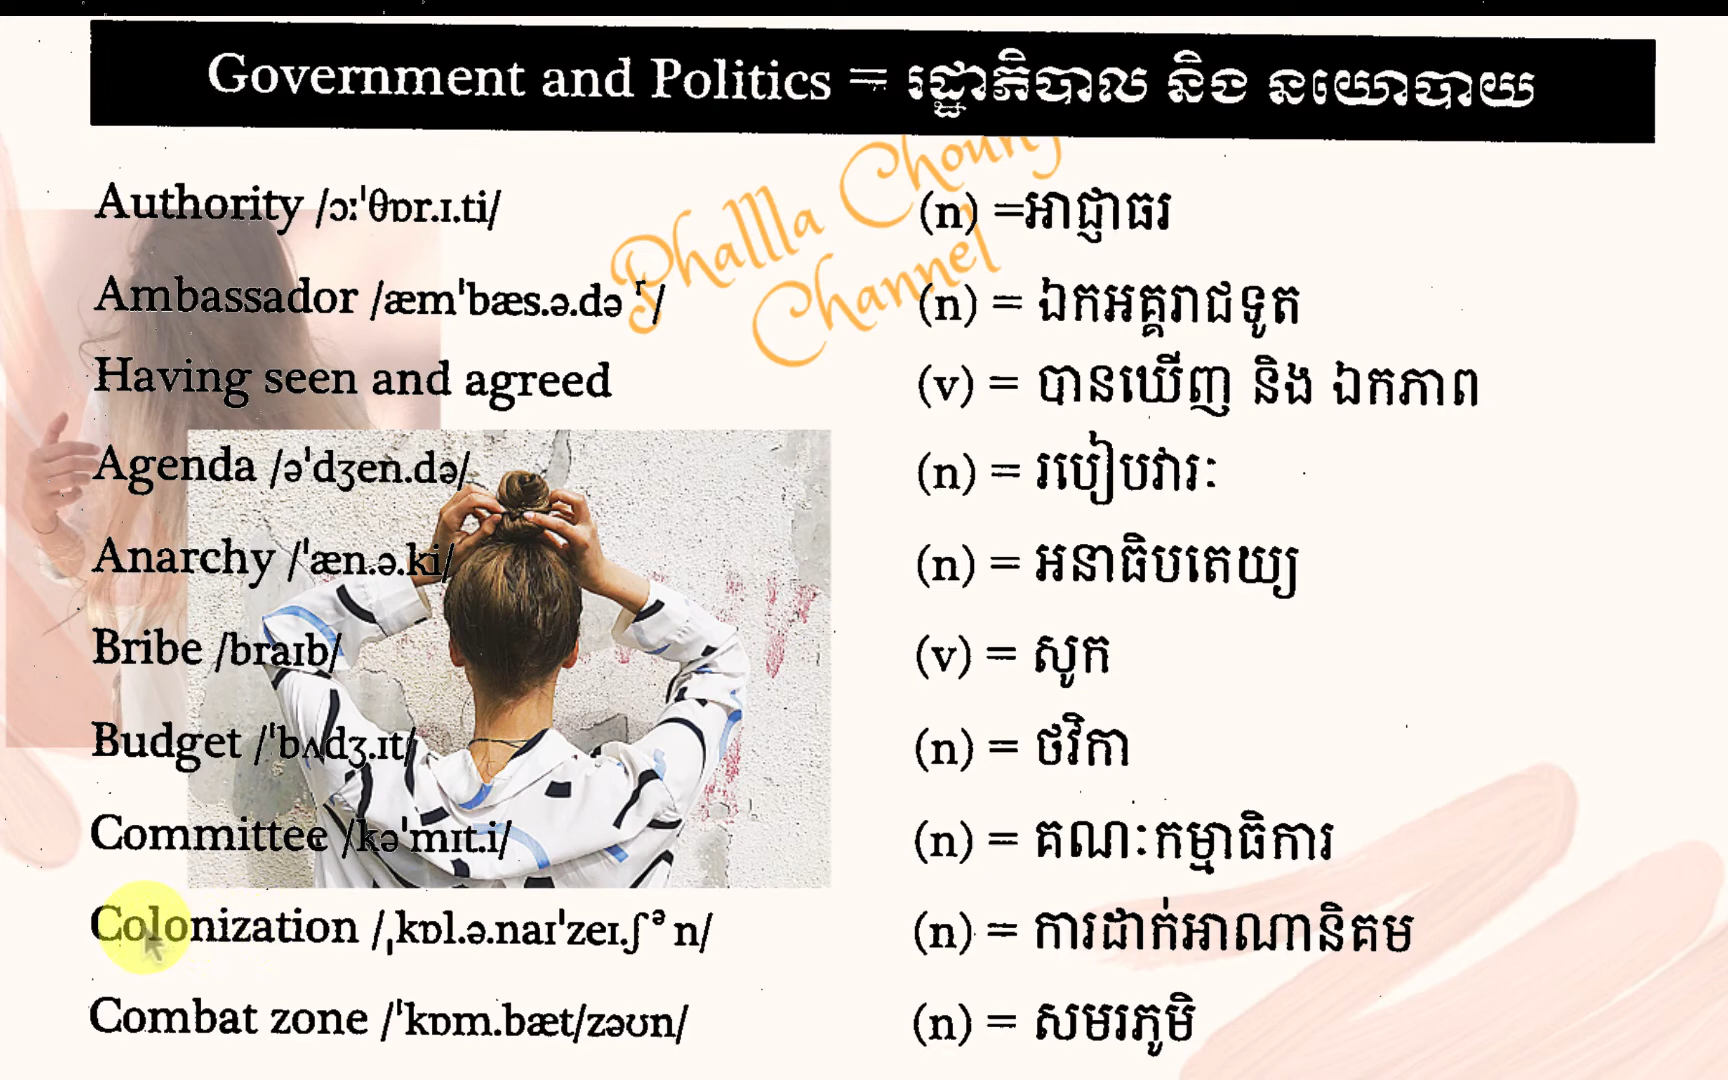 Government and Politics = រដ្ឋាភិបាល និង នយោបាយ
Phallla Choung
Channel
Authority /ɔːˈθɒr.ɪ.ti/ (n) =អាជ្ញាធរ
Ambassador /æmˈbæs.ə.də ʳ/ (n) = ឯកអគ្គរាជទូត
Having seen and agreed (v) = បានឃើញ និង ឯកភាព
Agenda /əˈdʒen.də/ (n) = របៀបវារៈ
Anarchy /ˈæn.ə.ki/ (n) = អនាធិបតេយ្យ
Bribe /braɪb/ (v) = សូក
Budget /ˈbʌdʒ.ɪt/ (n) = ថវិកា
Committee /kəˈmɪt.i/ (n) = គណៈកម្មាធិការ
Colonization /ˌkɒl.ə.naɪˈzeɪ.ʃᵊ n/ (n) = ការដាក់អាណានិគម
Combat zone /ˈkɒm.bæt/zəʊn/ (n) = សមរភូមិ